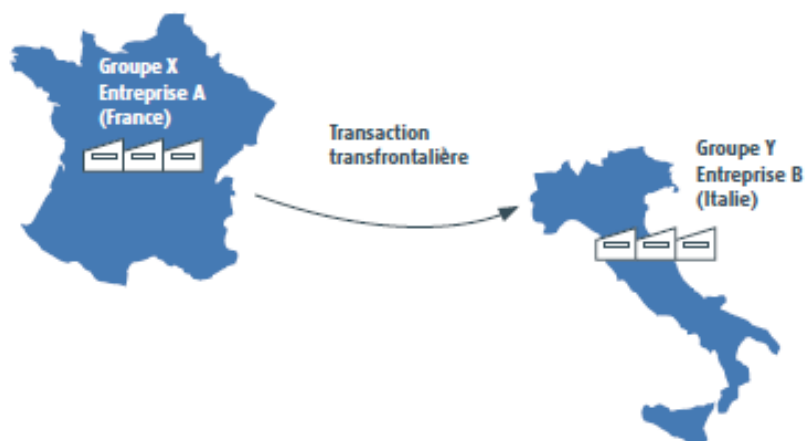 Groupe X
Entreprise A
(France)
Transaction
transfrontalière
Groupe Y
Entreprise B
(Italie)